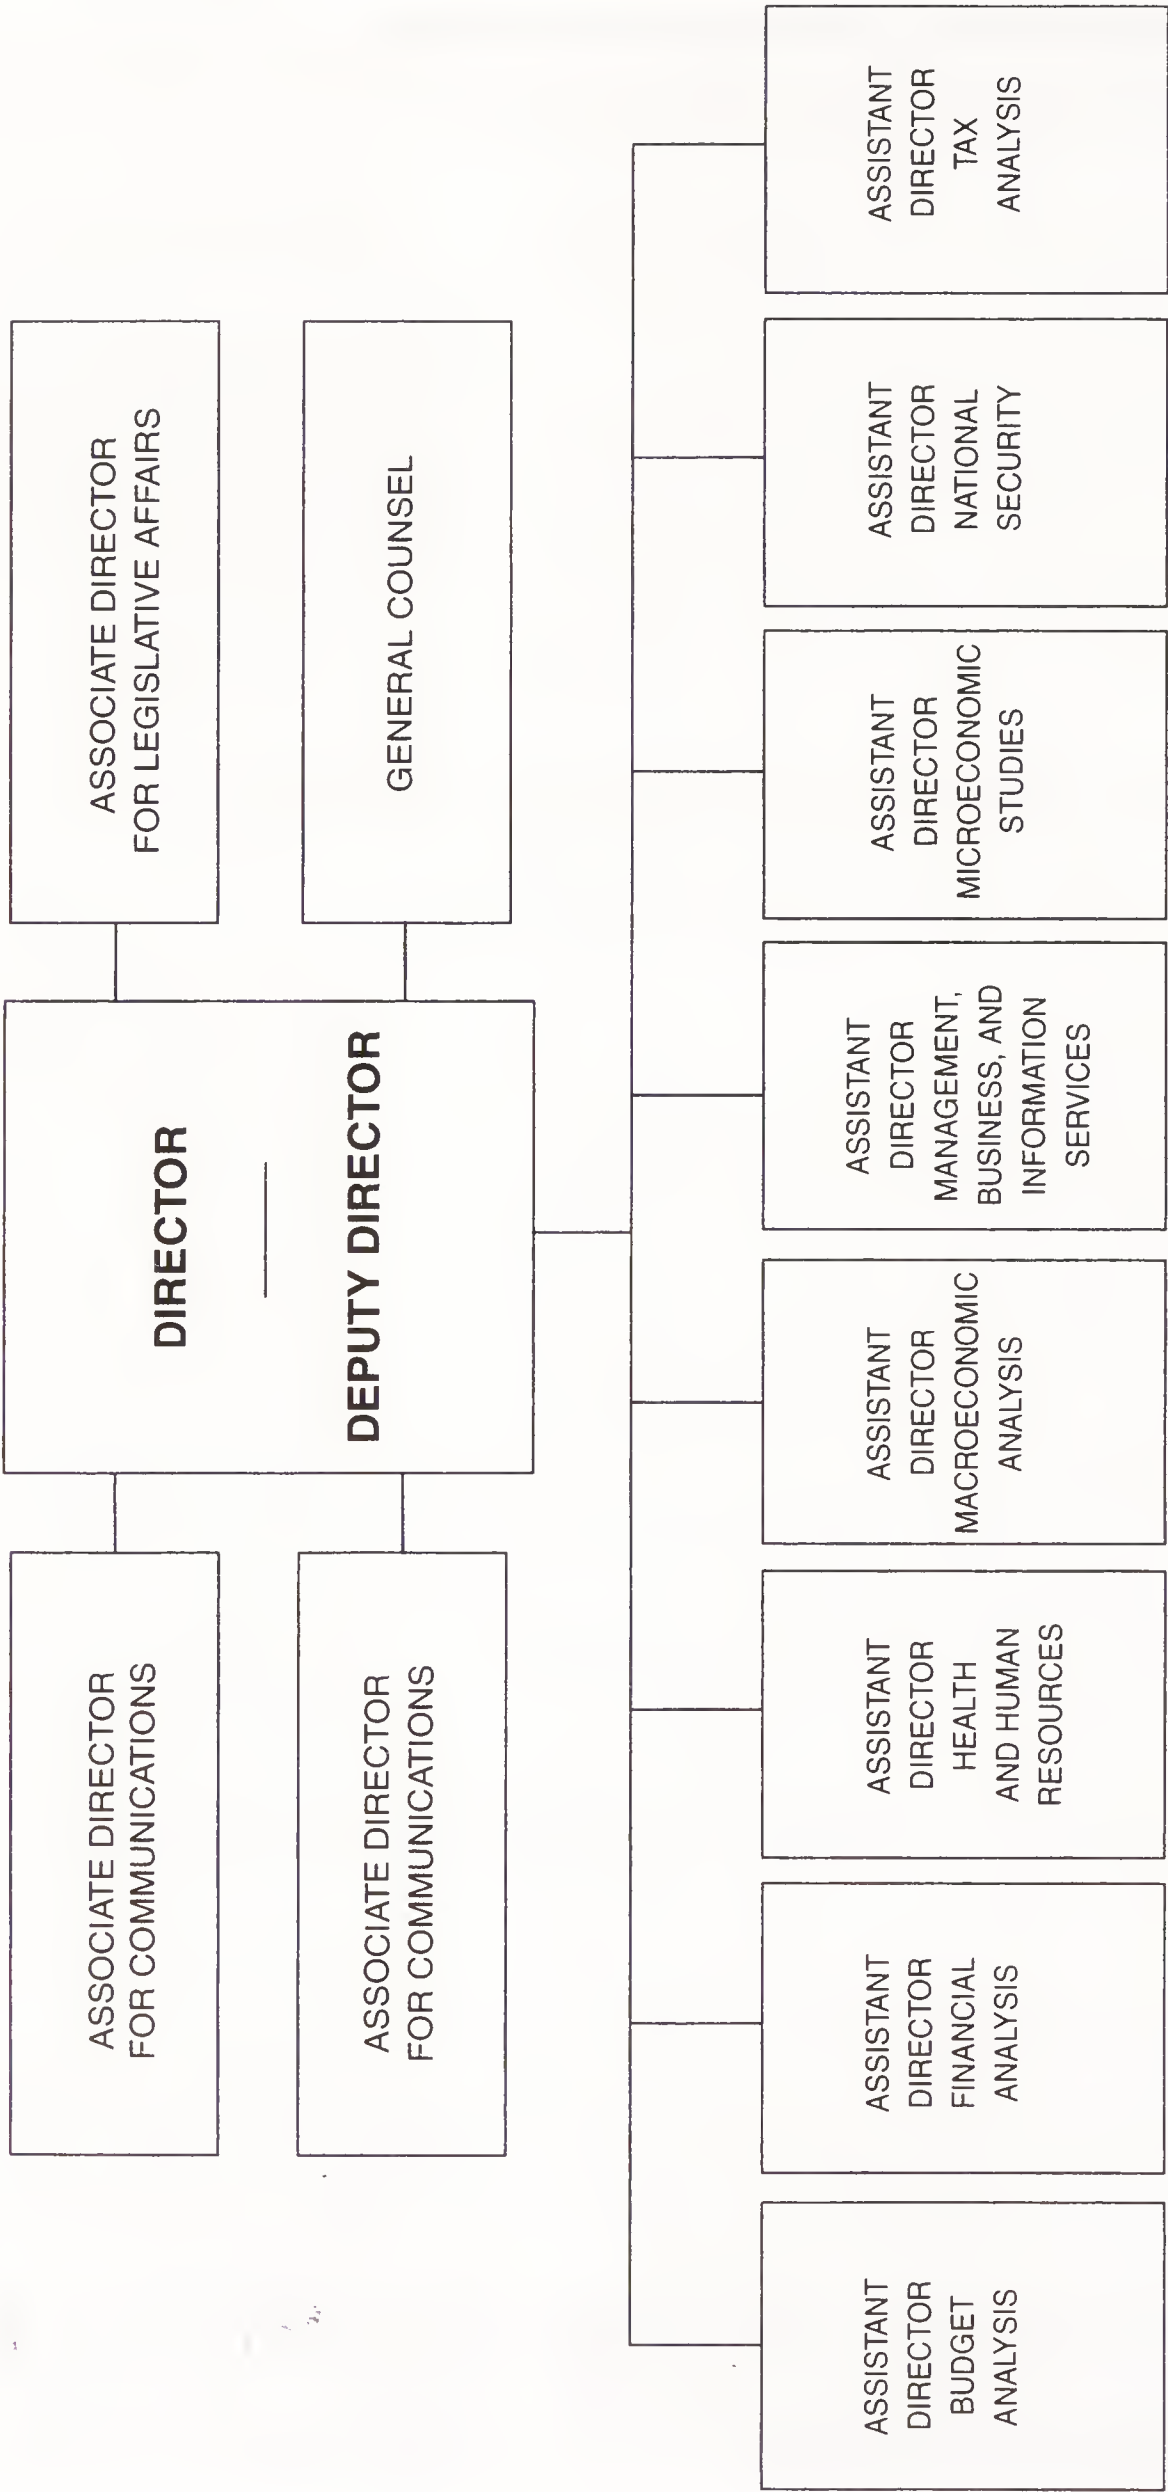 ASSOCIATE DIRECTOR
FOR COMMUNICATIONS
ASSOCIATE DIRECTOR
FOR COMMUNICATIONS
DIRECTOR
DEPUTY DIRECTOR
ASSOCIATE DIRECTOR
FOR LEGISLATIVE AFFAIRS
GENERAL COUNSEL
ASSISTANT
DIRECTOR
BUDGET
ANALYSIS
ASSISTANT
DIRECTOR
FINANCIAL
ANALYSIS
ASSISTANT
DIRECTOR
HEALTH
AND HUMAN
RESOURCES
ASSISTANT
DIRECTOR
MACROECONOMIC
ANALYSIS
ASSISTANT
DIRECTOR
MANAGEMENT,
BUSINESS, AND
INFORMATION
SERVICES
ASSISTANT
DIRECTOR
MICROECONOMIC
STUDIES
ASSISTANT
DIRECTOR
NATIONAL
SECURITY
ASSISTANT
DIRECTOR
TAX
ANALYSIS